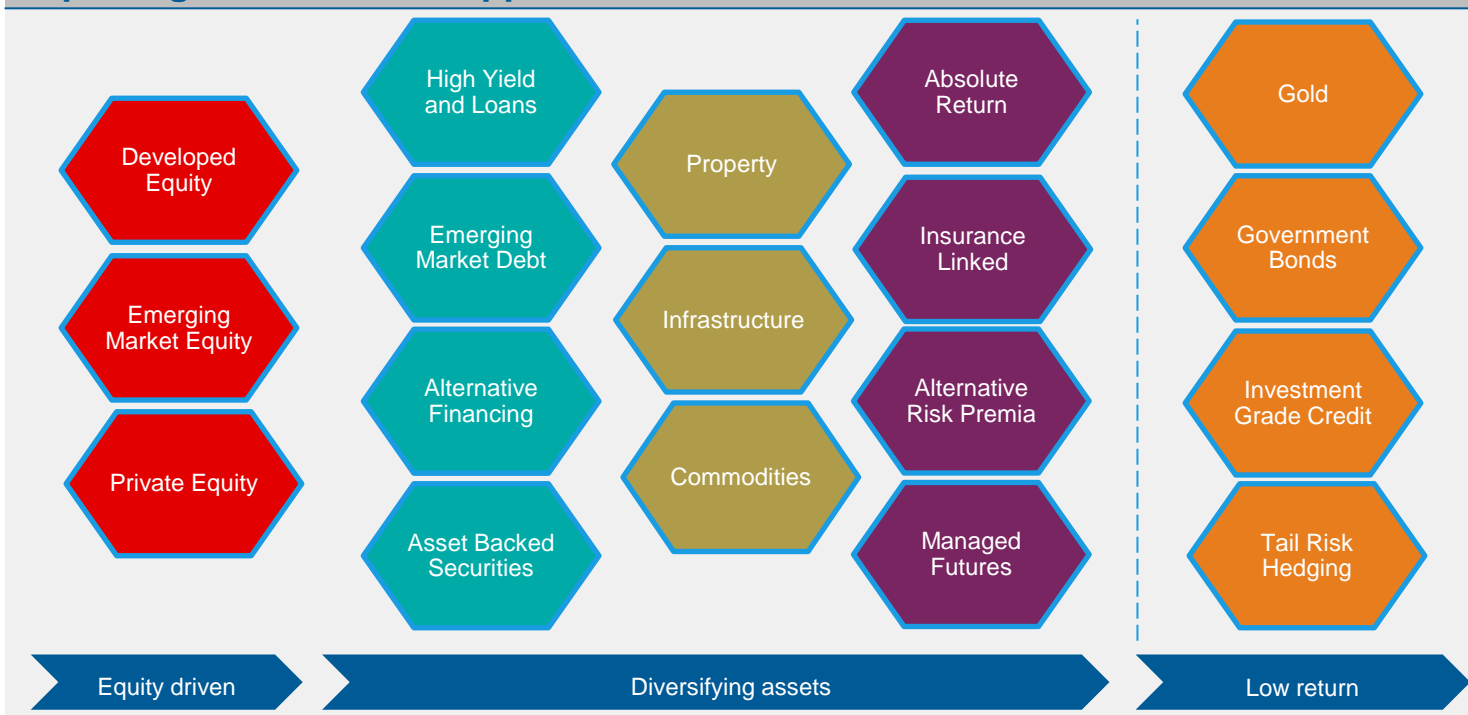 Developed
Equity
Emerging
Market Equity
Private Equity
High Yield
and Loans
Emerging
Market Debt
Alternative
Financing
Asset Backed
Securities
Property
Infrastructure
Commodities
Absolute
Return
Insurance
Linked
Alternative
Risk Premia
Managed
Futures
Gold
Government
Bonds
Investment
Grade Credit
Tail Risk
Hedging
Equity driven
Diversifying assets
Low return